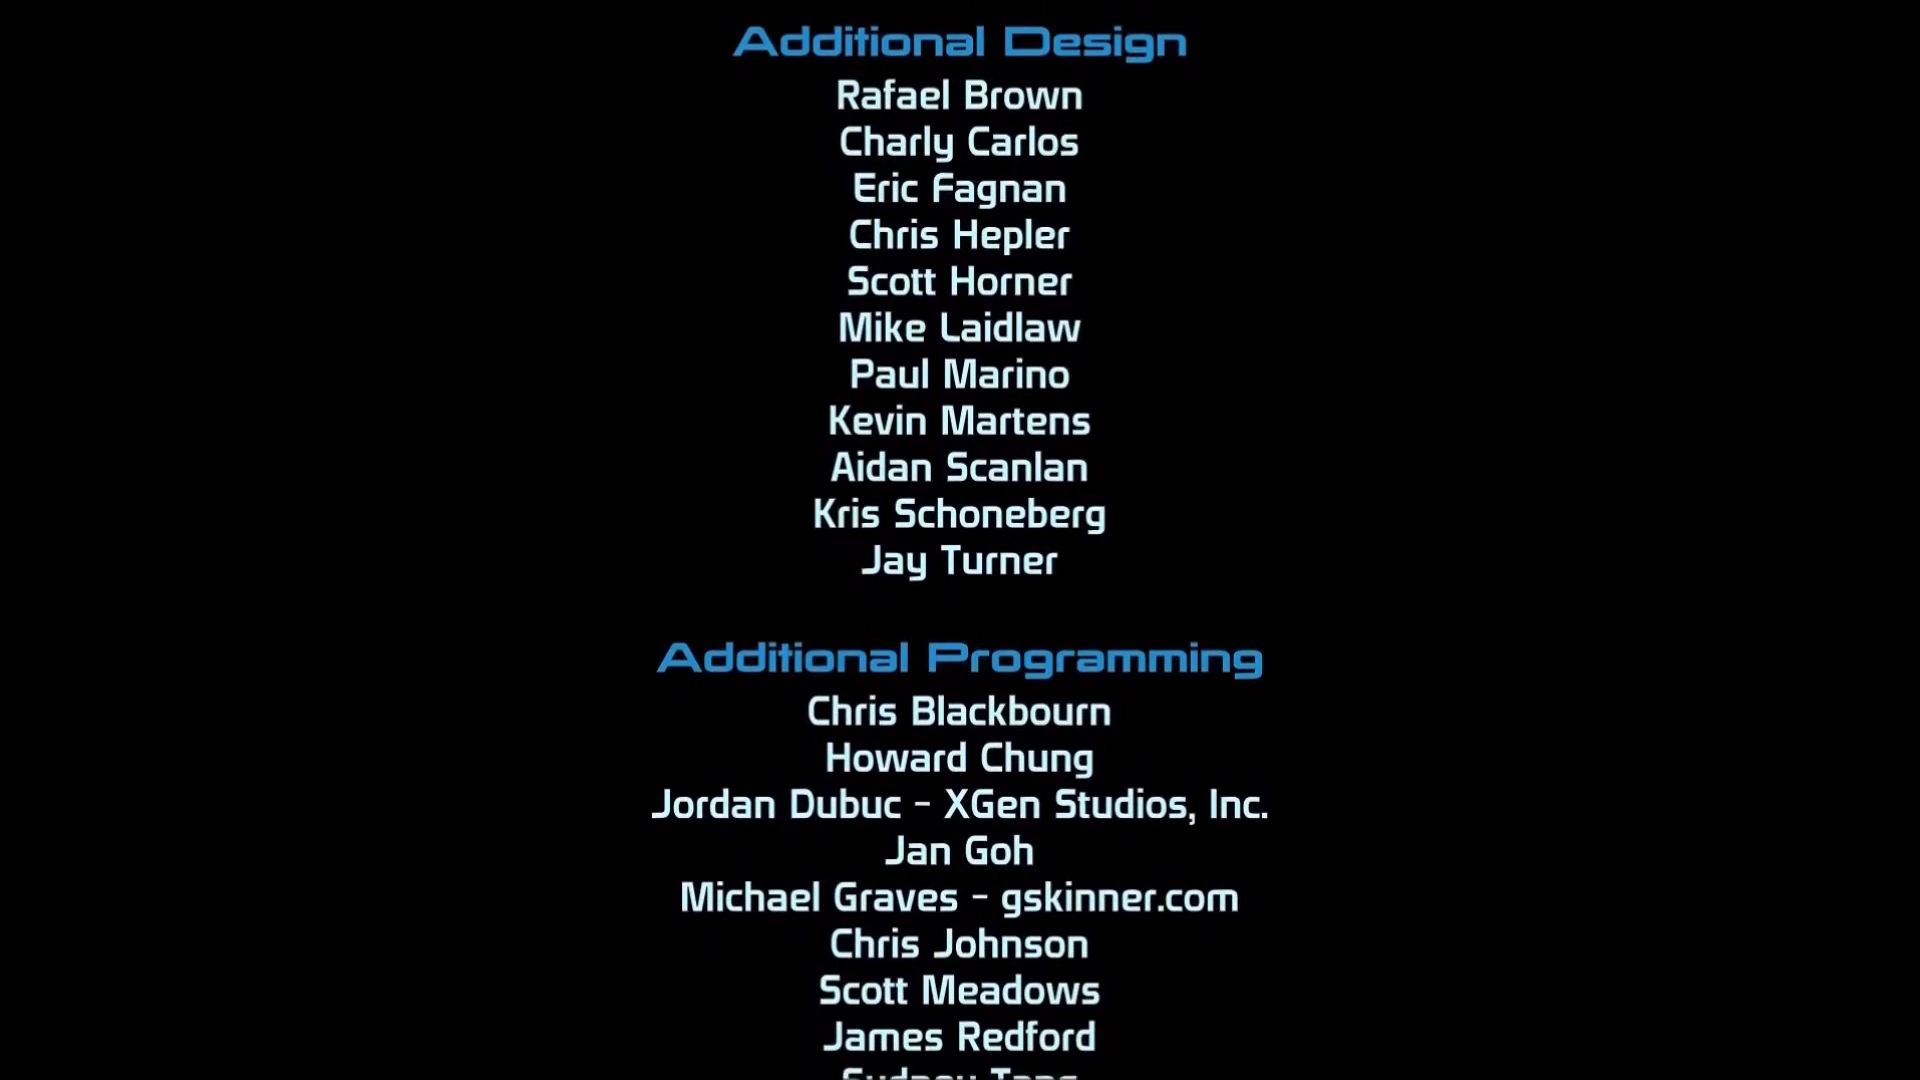 Additional Design
Rafael Brown
Charly Carlos
Eric Fagnan
Chris Hepler
Scott Horner
Mike Laidlaw
Paul Marino
Kevin Martens
Aidan Scanlan
Kris Schoneberg
Jay Turner
Additional Programming
Chris Blackbourn
Howard Chung
Jordan Dubuc - XGen Studios, Inc.
Jan Goh
Michael Graves - gskinner.com
Chris Johnson
Scott Meadows
James Redford